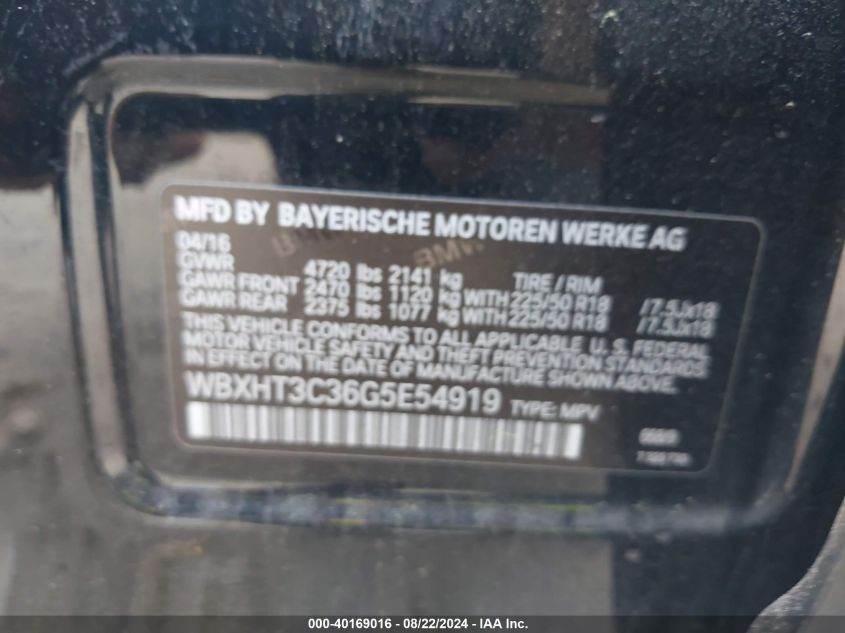 MFD BY BAYERISCHE MOTOREN WERKE AG
04/16
GVWR 4720 lbs 2141 kg TIRE / RIM
GAWR FRONT 2470 lbs 1120 kg WITH 225/50 R18 /7.5Jx18
GAWR REAR 2375 lbs 1077 kg WITH 225/50 R18 /7.5Jx18
THIS VEHICLE CONFORMS TO ALL APPLICABLE U. S. FEDERAL
MOTOR VEHICLE SAFETY AND THEFT PREVENTION
STANDARDS IN EFFECT ON THE DATE OF MANUFACTURE SHOWN ABOVE.
WBXHT3C36G5E54919 TYPE: MPV
000-40169016 - 08/22/2024 - IAA Inc.